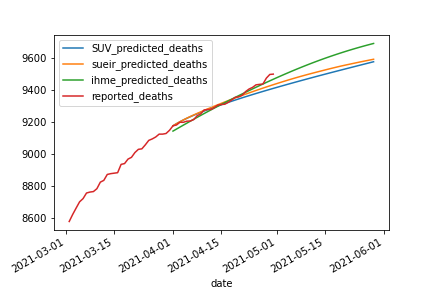 SUV_predicted_deaths
sueir_predicted_deaths
ihme_predicted_deaths
reported_deaths
9600
9400
9200
9000
8800
8600
2021-03-01
2021-03-15
2021-04-01
2021-04-15
2021-05-01
2021-05-15
2021-06-01
date